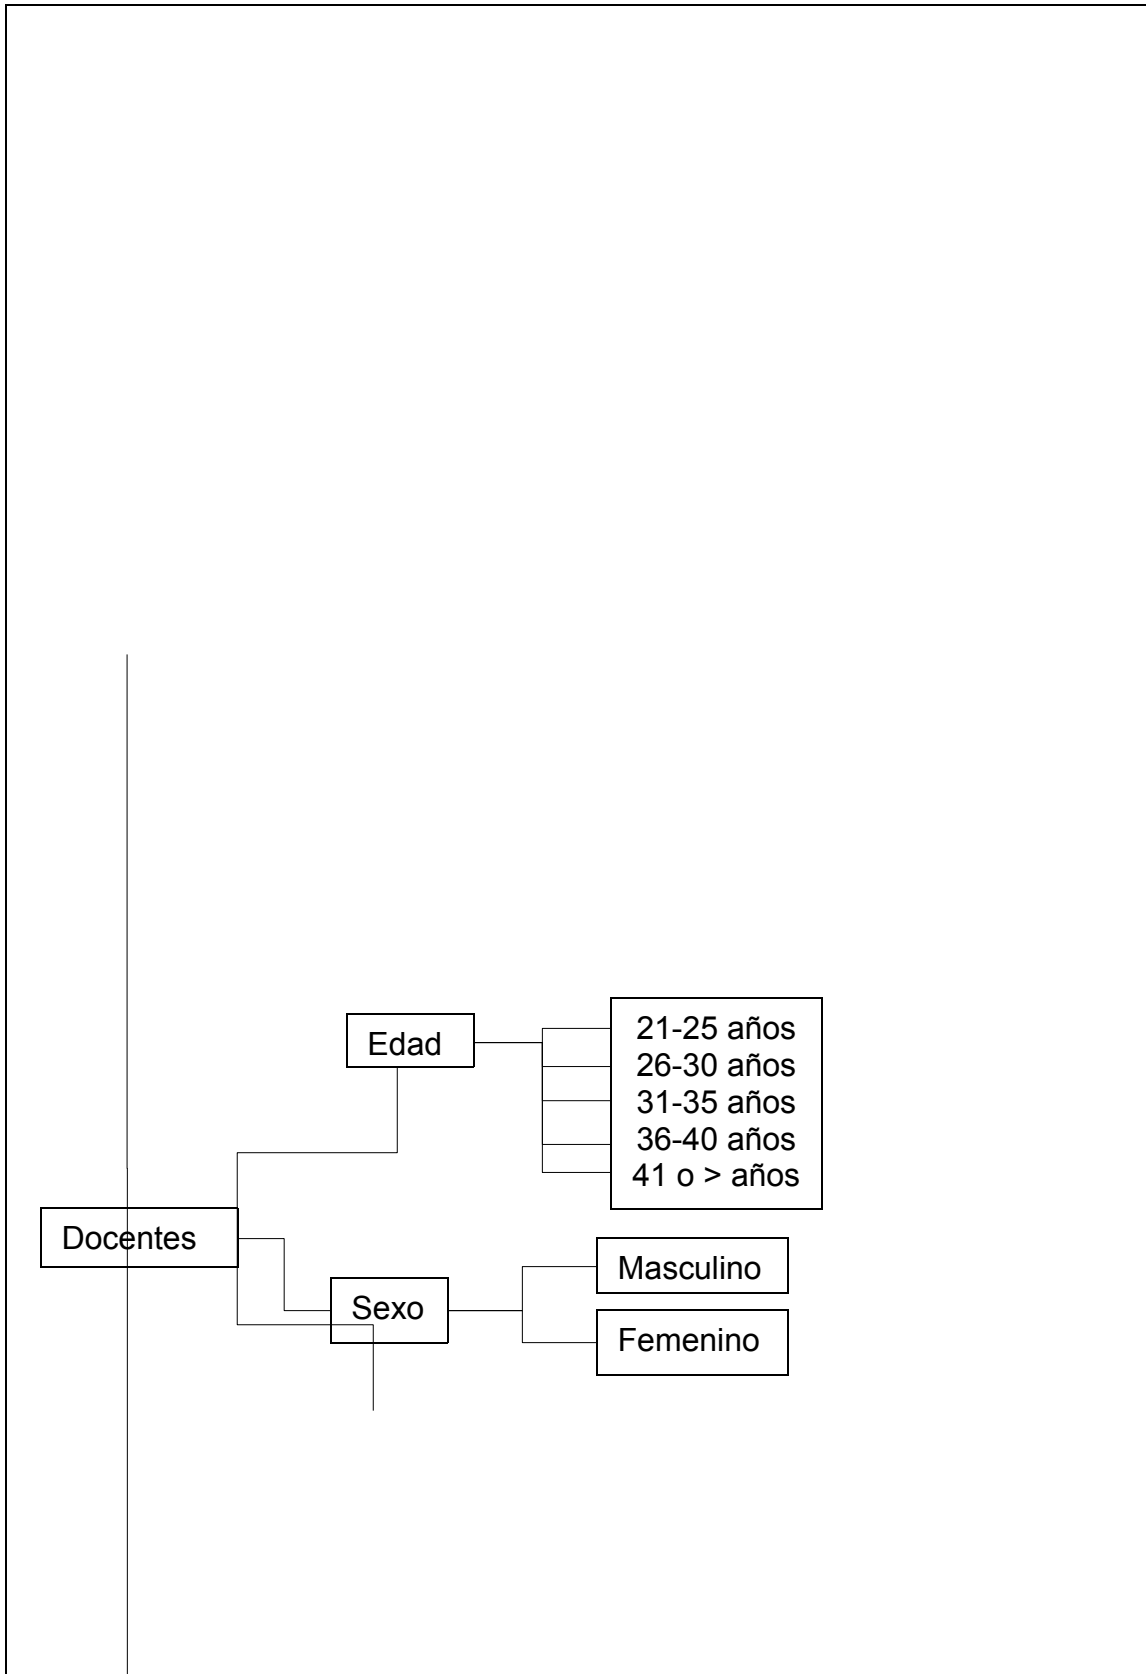 Edad
21-25 años
26-30 años
31-35 años
36-40 años
41 o > años
Docentes
Sexo
Masculino
Femenino